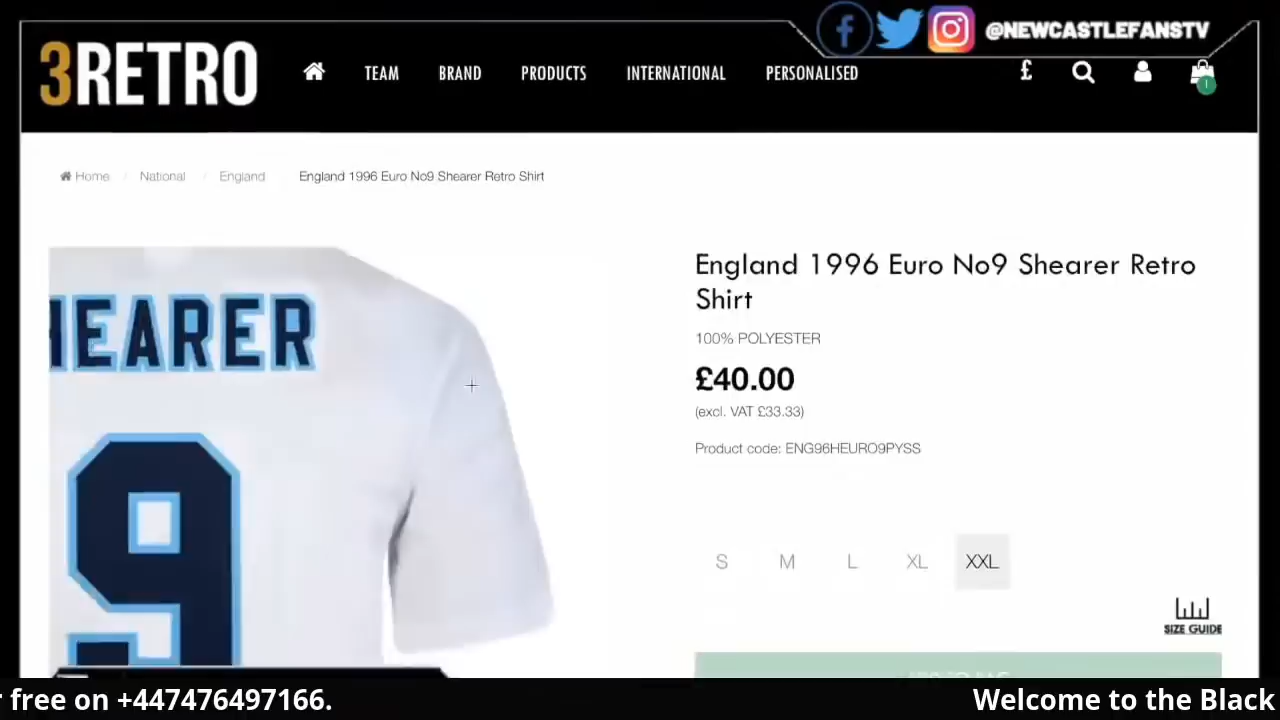 @NEWCASTLEFANSTV
3RETRO TEAM BRAND PRODUCTS INTERNATIONAL PERSONALISED £
1
Home / National / England England 1996 Euro No9 Shearer Retro Shirt
England 1996 Euro No9 Shearer Retro
Shirt
100% POLYESTER
£40.00
(excl. VAT £33.33)
Product code: ENG96HEURO9PYSS
HEARER
9
S M L XL XXL
SIZE GUIDE
r free on +447476497166. Welcome to the Black